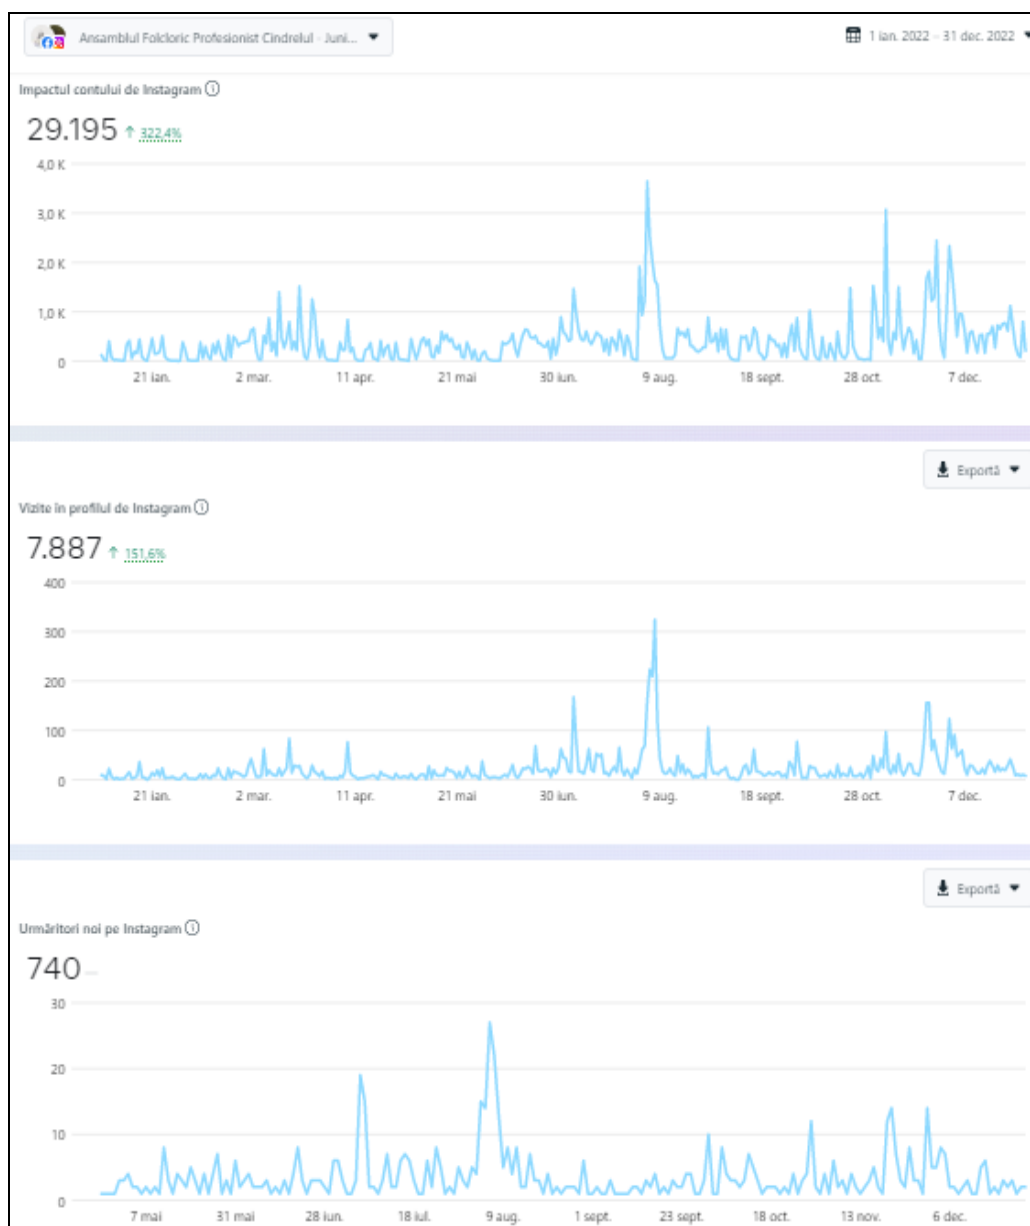 Ansamblul Folcloric Profesionist Cindrelul - Juni...
1 ian. 2022 – 31 dec. 2022
Impactul contului de Instagram
29.195 ↑ 322,4%
4,0 K
3,0 K
2,0 K
1,0 K
0
21 ian. 2 mar. 11 apr. 21 mai 30 iun. 9 aug. 18 sept. 28 oct. 7 dec.
Exportă
Vizite în profilul de Instagram
7.887 ↑ 151,6%
400
300
200
100
0
21 ian. 2 mar. 11 apr. 21 mai 30 iun. 9 aug. 18 sept. 28 oct. 7 dec.
Exportă
Urmăritori noi pe Instagram
740 –
30
20
10
0
7 mai 31 mai 28 iun. 18 iul. 9 aug. 1 sept. 23 sept. 18 oct. 13 nov. 6 dec.